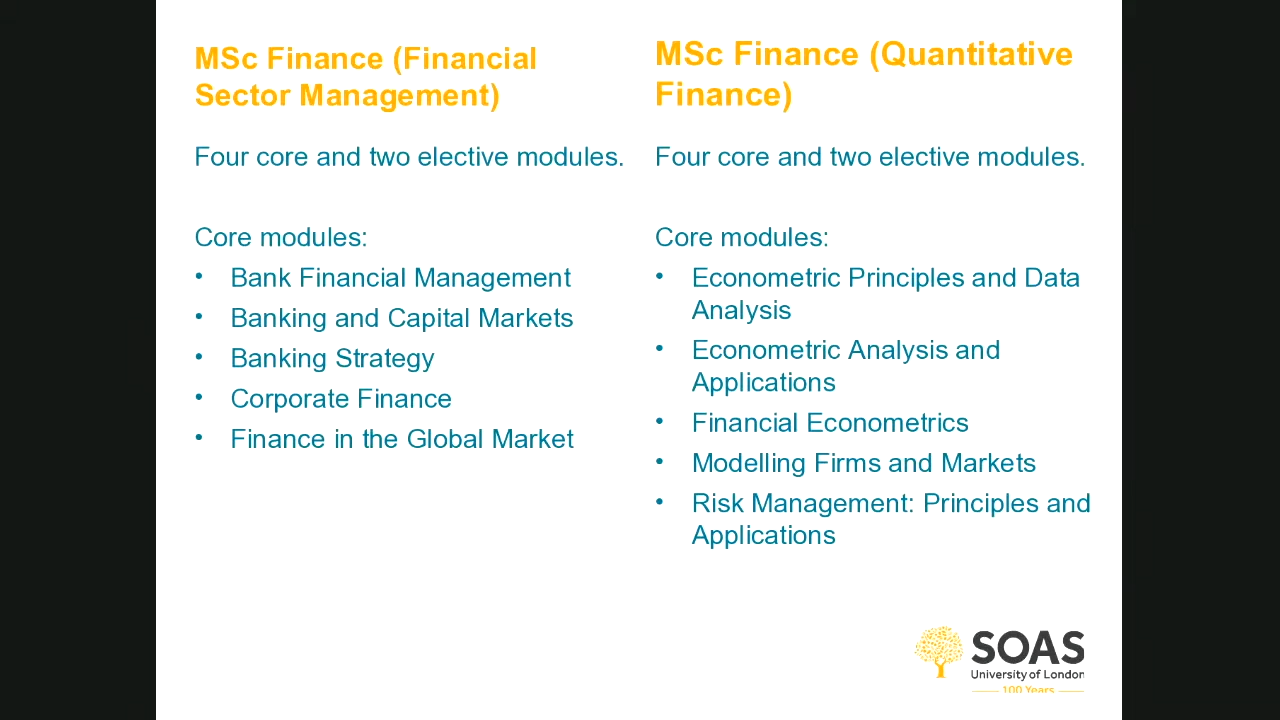 MSc Finance (Financial
Sector Management)
Four core and two elective modules.
Core modules:
• Bank Financial Management
• Banking and Capital Markets
• Banking Strategy
• Corporate Finance
• Finance in the Global Market
MSc Finance (Quantitative
Finance)
Four core and two elective modules.
Core modules:
• Econometric Principles and Data
Analysis
• Econometric Analysis and
Applications
• Financial Econometrics
• Modelling Firms and Markets
• Risk Management: Principles and
Applications
SOAS
University of London
100 Years